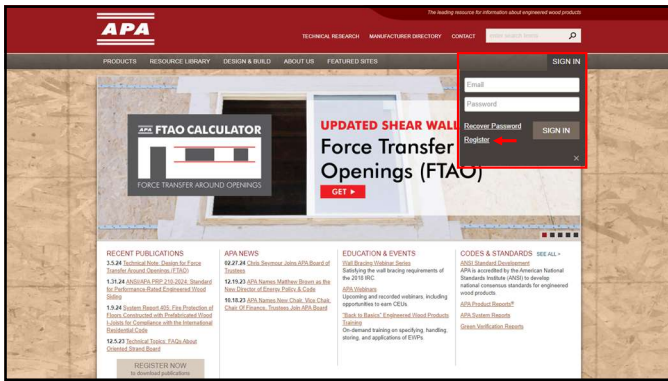 The leading resource for information about engineered wood products
APA
TECHNICAL RESEARCH MANUFACTURER DIRECTORY CONTACT enter search terms
PRODUCTS RESOURCE LIBRARY DESIGN & BUILD ABOUT US FEATURED SITES SIGN IN
Email
Password
Recover Password
Register
SIGN IN
×
APA FTAO CALCULATOR
FORCE TRANSFER AROUND OPENINGS
UPDATED SHEAR WALL
Force Transfer
Openings (FTAO)
GET ▶
RECENT PUBLICATIONS
3.5.24 Technical Note: Design for Force
Transfer Around Openings (FTAO)
1.31.24 ANSI/APA PRP 210-2024: Standard
for Performance-Rated Engineered Wood
Siding
1.9.24 System Report 405: Fire Protection of
Floors Constructed with Prefabricated Wood
I-Joists for Compliance with the International
Residential Code
12.5.23 Technical Topics: FAQs About
Oriented Strand Board
REGISTER NOW
to download publications
APA NEWS
02.27.24 Chris Seymour Joins APA Board of
Trustees
12.19.23 APA Names Matthew Brown as the
New Director of Energy, Policy & Code
10.18.23 APA Names New Chair, Vice Chair,
Chair Of Finance, Trustees Join APA Board
EDUCATION & EVENTS
Wall Bracing Webinar Series
Satisfying the wall bracing requirements of
the 2018 IRC.
APA Webinars
Upcoming and recorded webinars, including
opportunities to earn CEUs
"Back to Basics" Engineered Wood Products
Training
On-demand training on specifying, handling,
storing, and applications of EWPs
CODES & STANDARDS SEE ALL >
ANSI Standard Development
APA is accredited by the American National
Standards Institute (ANSI) to develop
national consensus standards for engineered
wood products.
APA Product Reports®
APA System Reports
Green Verification Reports